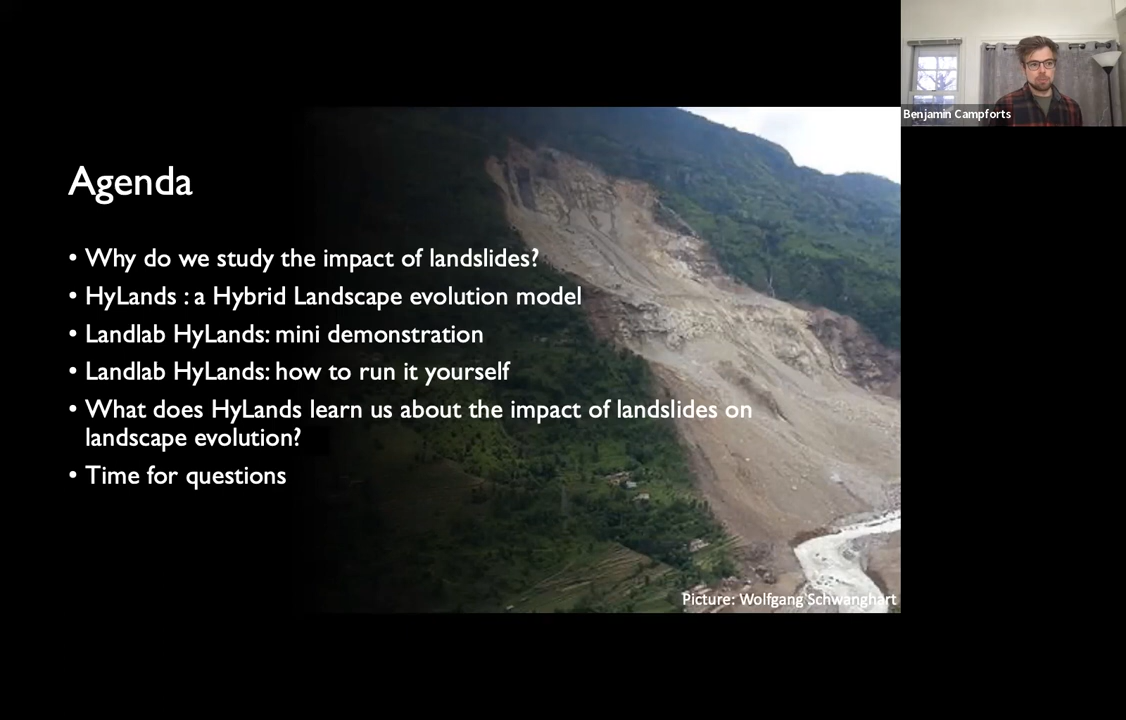 Benjamin Campforts
Agenda
• Why do we study the impact of landslides?
• HyLands : a Hybrid Landscape evolution model
• Landlab HyLands: mini demonstration
• Landlab HyLands: how to run it yourself
• What does HyLands learn us about the impact of landslides on
landscape evolution?
• Time for questions
Picture: Wolfgang Schwanghart